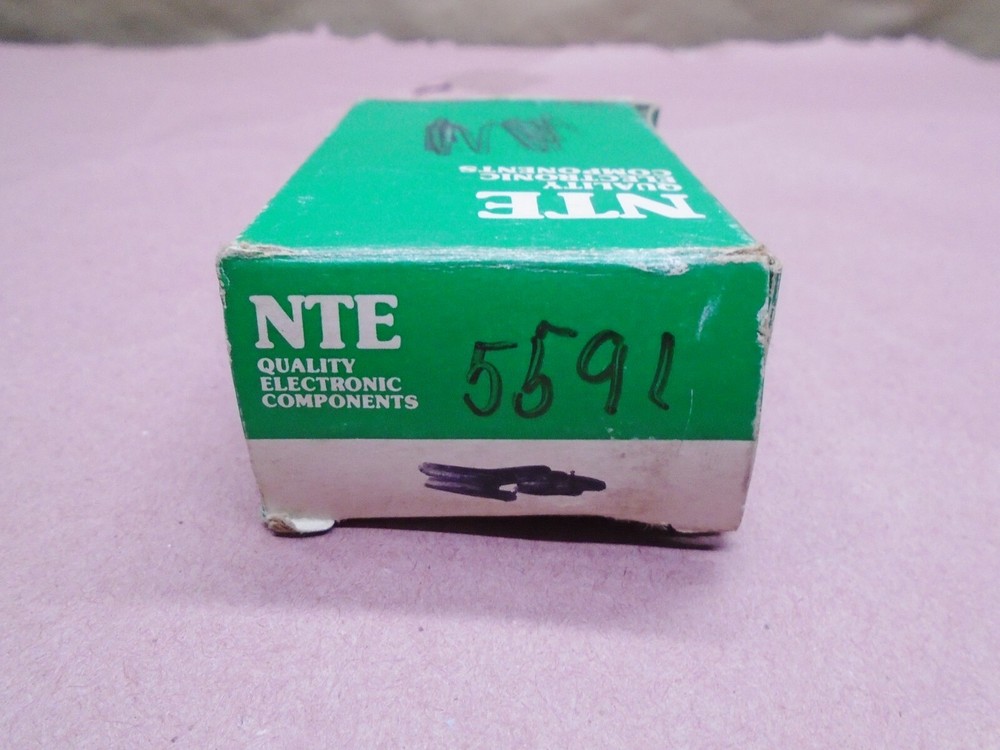 NTE
QUALITY
ELECTRONIC
COMPONENTS
NTE
QUALITY
ELECTRONIC
COMPONENTS
5591